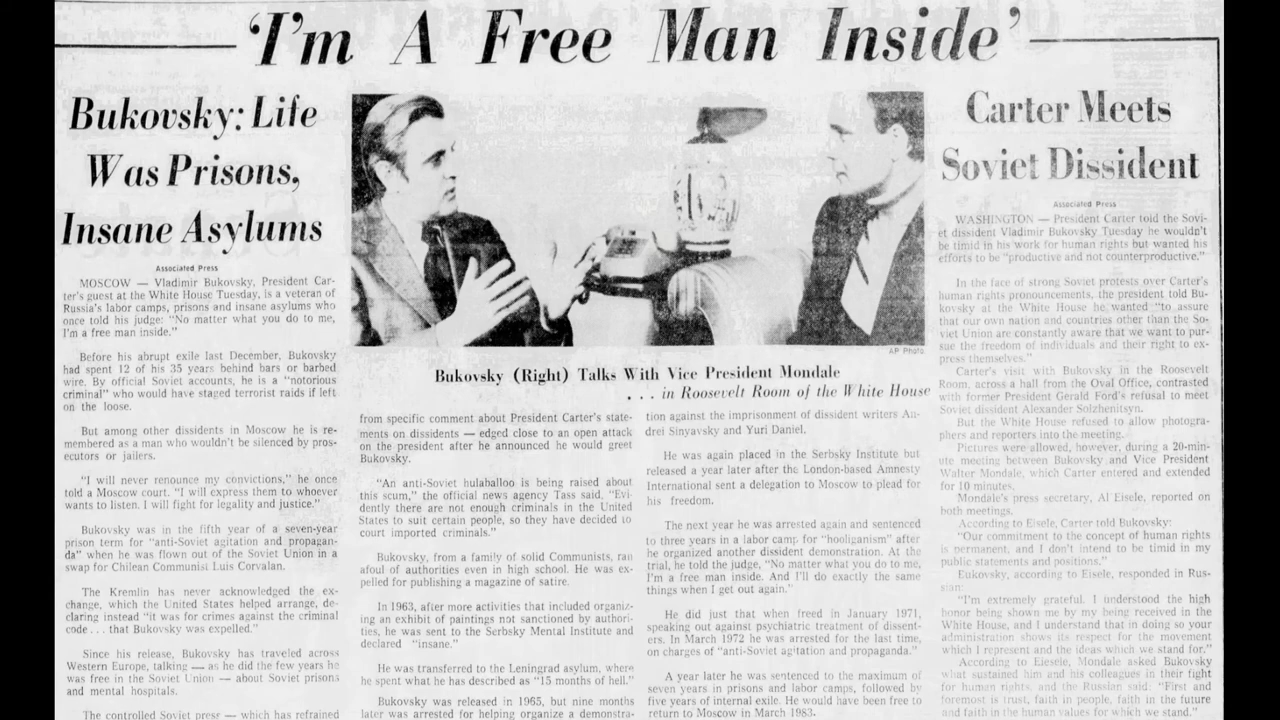 'I'm A Free Man Inside'
Bukovsky: Life
Was Prisons,
Insane Asylums
Associated Press
MOSCOW — Vladimir Bukovsky, President Car-
ter's guest at the White House Tuesday, is a veteran of
Russia's labor camps, prisons and insane asylums who
once told his judge: "No matter what you do to me,
I'm a free man inside."
Before his abrupt exile last December, Bukovsky
had spent 12 of his 35 years behind bars or barbed
wire. By official Soviet accounts, he is a "notorious
criminal" who would have staged terrorist raids if left
on the loose.
But among other dissidents in Moscow he is re-
membered as a man who wouldn't be silenced by pros-
ecutors or jailers.
"I will never renounce my convictions," he once
told a Moscow court. "I will express them to whoever
wants to listen. I will fight for legality and justice."
Bukovsky was in the fifth year of a seven-year
prison term for "anti-Soviet agitation and propagan-
da" when he was flown out of the Soviet Union in a
swap for Chilean Communist Luis Corvalan.
The Kremlin has never acknowledged the ex-
change, which the United States helped arrange, de-
claring instead "it was for crimes against the criminal
code . . . that Bukovsky was expelled."
Since his release, Bukovsky has traveled across
Western Europe, talking — as he did the few years he
was free in the Soviet Union — about Soviet prisons
and mental hospitals.
The controlled Soviet press — which has refrained
AP Photo
Bukovsky (Right) Talks With Vice President Mondale
. . . in Roosevelt Room of the White House
from specific comment about President Carter's state-
ments on dissidents — edged close to an open attack
on the president after he announced he would greet
Bukovsky.
"An anti-Soviet hulaballoo is being raised about
this scum," the official news agency Tass said. "Evi-
dently there are not enough criminals in the United
States to suit certain people, so they have decided to
court imported criminals."
Bukovsky, from a family of solid Communists, ran
afoul of authorities even in high school. He was ex-
pelled for publishing a magazine of satire.
In 1963, after more activities that included organiz-
ing an exhibit of paintings not sanctioned by authori-
ties, he was sent to the Serbsky Mental Institute and
declared "insane."
He was transferred to the Leningrad asylum, where
he spent what he has described as "15 months of hell."
Bukovsky was released in 1965, but nine months
later was arrested for helping organize a demonstra-
tion against the imprisonment of dissident writers An-
drei Sinyavsky and Yuri Daniel.
He was again placed in the Serbsky Institute but
released a year later after the London-based Amnesty
International sent a delegation to Moscow to plead for
his freedom.
The next year he was arrested again and sentenced
to three years in a labor camp for "hooliganism" after
he organized another dissident demonstration. At the
trial, he told the judge, "No matter what you do to me,
I'm a free man inside. And I'll do exactly the same
things when I get out again."
He did just that when freed in January 1971,
speaking out against psychiatric treatment of dissent-
ers. In March 1972 he was arrested for the last time,
on charges of "anti-Soviet agitation and propaganda."
A year later he was sentenced to the maximum of
seven years in prisons and labor camps, followed by
five years of internal exile. He would have been free to
return to Moscow in March 1983.
Carter Meets
Soviet Dissident
Associated Press
WASHINGTON — President Carter told the Sovi-
et dissident Vladimir Bukovsky Tuesday he wouldn't
be timid in his work for human rights but wanted his
efforts to be "productive and not counterproductive."
In the face of strong Soviet protests over Carter's
human rights pronouncements, the president told Bu-
kovsky at the White House he wanted "to assure
that our own nation and countries other than the So-
viet Union are constantly aware that we want to pur-
sue the freedom of individuals and their right to ex-
press themselves."
Carter's visit with Bukovsky in the Roosevelt
Room, across a hall from the Oval Office, contrasted
with former President Gerald Ford's refusal to meet
Soviet dissident Alexander Solzhenitsyn.
But the White House refused to allow photogra-
phers and reporters into the meeting.
Pictures were allowed, however, during a 20-min-
ute meeting between Bukovsky and Vice President
Walter Mondale, which Carter entered and extended
for 10 minutes.
Mondale's press secretary, Al Eisele, reported on
both meetings.
According to Eisele, Carter told Bukovsky:
"Our commitment to the concept of human rights
is permanent, and I don't intend to be timid in my
public statements and positions."
Eukovsky, according to Eisele, responded in Rus-
sian:
"I'm extremely grateful. I understood the high
honor being shown me by my being received in the
White House, and I understand that in doing so your
administration shows its respect for the movement
which I represent and the ideas which we stand for."
According to Eiesele, Mondale asked Bukovsky
what sustained him and his colleagues in their fight
for human rights, and the Russian said: "First and
foremost is trust, faith in people, faith in the future
and faith in the human values for which we stand."